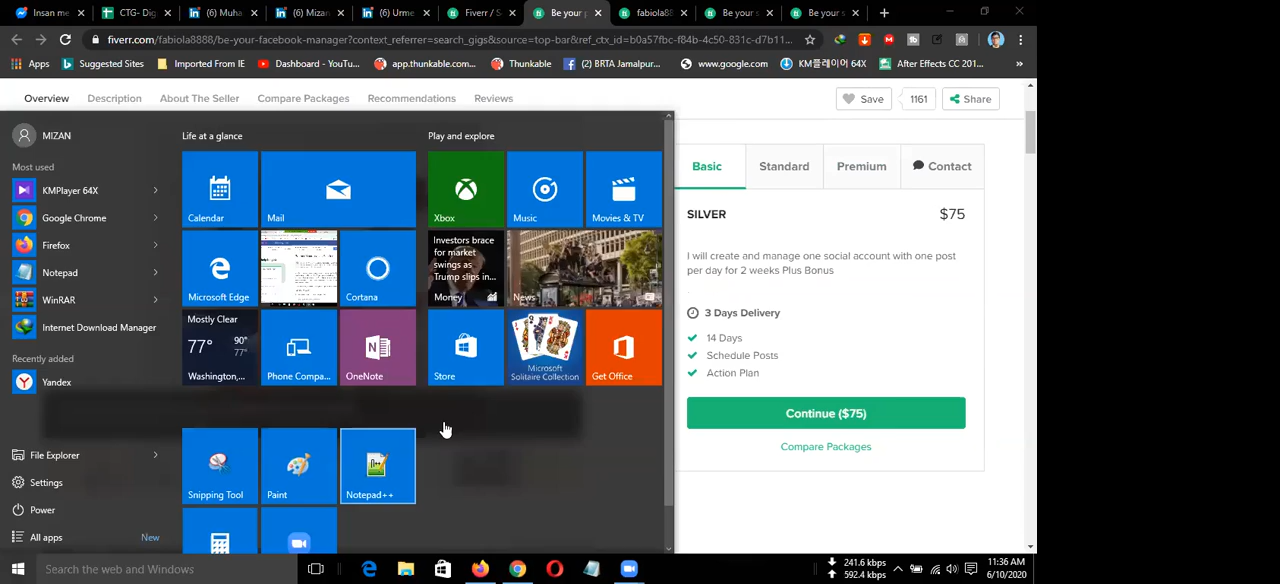 Insan me
CTG- Dig
(6) Muha
(6) Mizan
(6) Urme
Fiverr / S
Be your p
fabiola88
Be your s
Be your s
fiverr.com/fabiola8888/be-your-facebook-manager?context_referrer=search_gigs&source=top-bar&ref_ctx_id=b0a57fbc-f84b-4c50-831c-d7b11...
Apps
Suggested Sites
Imported From IE
Dashboard - YouTu...
app.thunkable.com...
Thunkable
(2) BRTA Jamalpur...
www.google.com
KM플레이어 64X
After Effects CC 201...
»
Overview
Description
About The Seller
Compare Packages
Recommendations
Reviews
Save
1161
Share
MIZAN
Most used
KMPlayer 64X
Google Chrome
Firefox
Notepad
WinRAR
Internet Download Manager
Recently added
Yandex
File Explorer
Settings
Power
All apps
New
Life at a glance
Calendar
Mail
Microsoft Edge
Cortana
Mostly Clear
77°
90°
77°
Washington,...
Phone Compa...
OneNote
Snipping Tool
Paint
Notepad++
Play and explore
Xbox
Music
Movies & TV
Investors brace
for market
swings as
Trump slips in...
Money
News
Store
Microsoft
Solitaire Collection
Get Office
Basic
Standard
Premium
Contact
SILVER
$75
I will create and manage one social account with one post
per day for 2 weeks Plus Bonus
3 Days Delivery
14 Days
Schedule Posts
Action Plan
Continue ($75)
Compare Packages
Search the web and Windows
241.6 kbps
592.4 kbps
11:36 AM
6/10/2020